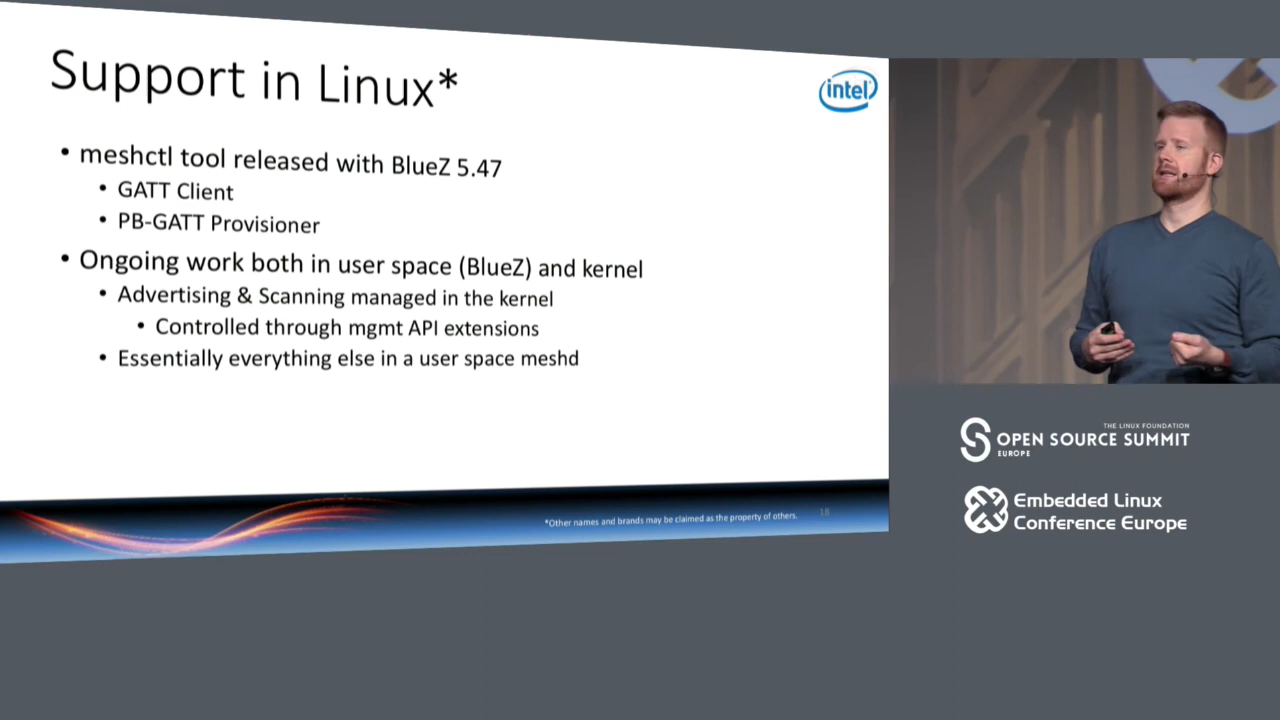 Support in Linux*
intel
• meshctl tool released with BlueZ 5.47
• GATT Client
• PB-GATT Provisioner
• Ongoing work both in user space (BlueZ) and kernel
• Advertising & Scanning managed in the kernel
• Controlled through mgmt API extensions
• Essentially everything else in a user space meshd
*Other names and brands may be claimed as the property of others.
18
THE LINUX FOUNDATION
OPEN SOURCE SUMMIT
EUROPE
Embedded Linux
Conference Europe